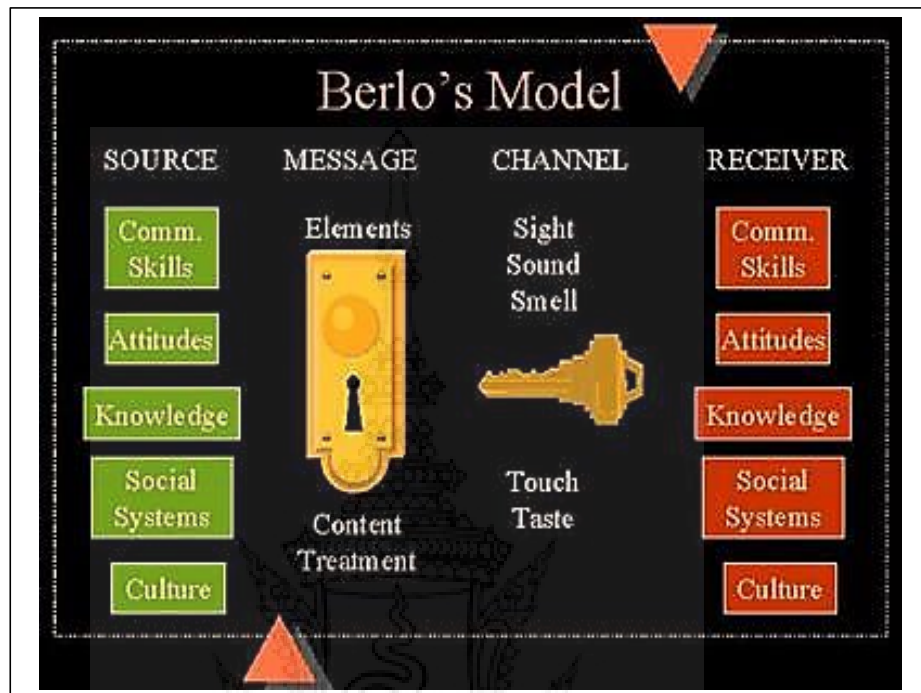 Berlo's Model
SOURCE
Comm.
Skills
Attitudes
Knowledge
Social
Systems
Culture
MESSAGE
Elements
Content
Treatment
CHANNEL
Sight
Sound
Smell
Touch
Taste
RECEIVER
Comm.
Skills
Attitudes
Knowledge
Social
Systems
Culture